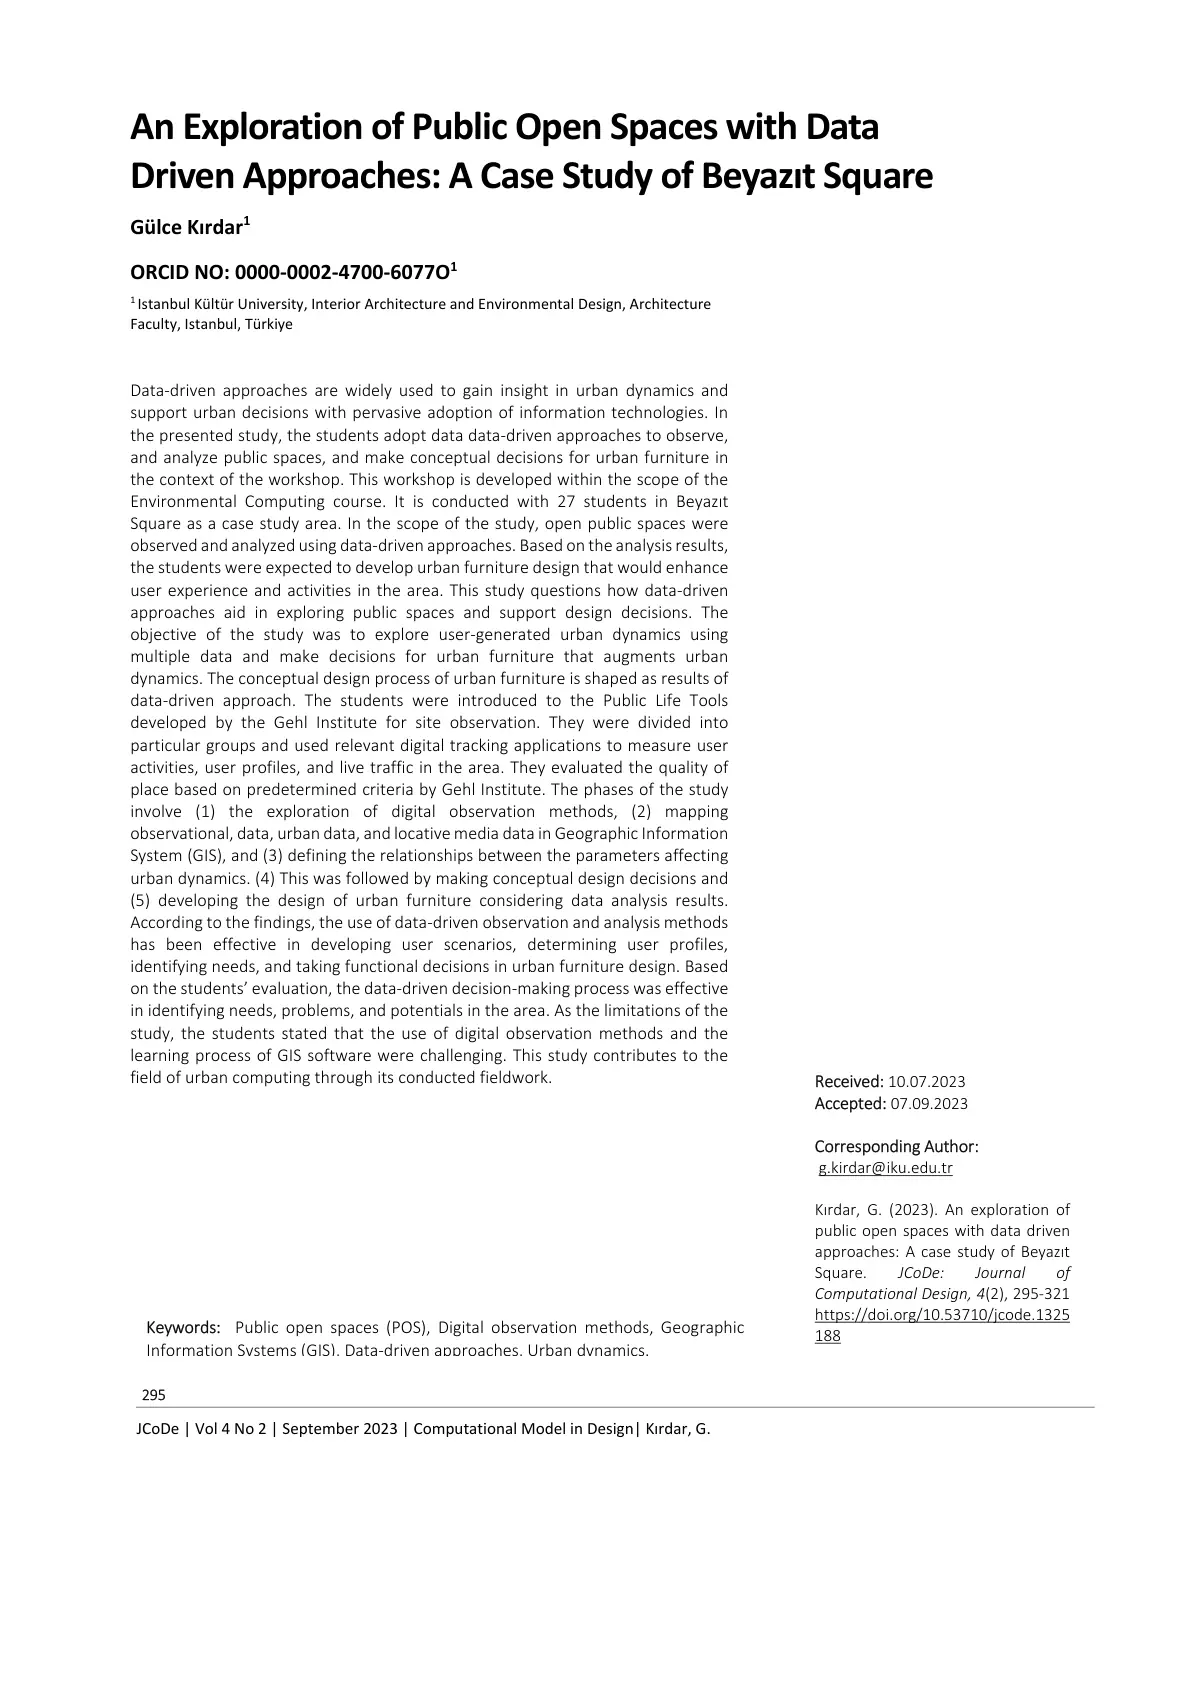 An Exploration of Public Open Spaces with Data
Driven Approaches: A Case Study of Beyazıt Square
Gülce Kırdar1
ORCID NO: 0000-0002-4700-6077O1
1 Istanbul Kültür University, Interior Architecture and Environmental Design, Architecture
Faculty, Istanbul, Türkiye
Data-driven approaches are widely used to gain insight in urban dynamics and
support urban decisions with pervasive adoption of information technologies. In
the presented study, the students adopt data data-driven approaches to observe,
and analyze public spaces, and make conceptual decisions for urban furniture in
the context of the workshop. This workshop is developed within the scope of the
Environmental Computing course. It is conducted with 27 students in Beyazıt
Square as a case study area. In the scope of the study, open public spaces were
observed and analyzed using data-driven approaches. Based on the analysis results,
the students were expected to develop urban furniture design that would enhance
user experience and activities in the area. This study questions how data-driven
approaches aid in exploring public spaces and support design decisions. The
objective of the study was to explore user-generated urban dynamics using
multiple data and make decisions for urban furniture that augments urban
dynamics. The conceptual design process of urban furniture is shaped as results of
data-driven approach. The students were introduced to the Public Life Tools
developed by the Gehl Institute for site observation. They were divided into
particular groups and used relevant digital tracking applications to measure user
activities, user profiles, and live traffic in the area. They evaluated the quality of
place based on predetermined criteria by Gehl Institute. The phases of the study
involve (1) the exploration of digital observation methods, (2) mapping
observational, data, urban data, and locative media data in Geographic Information
System (GIS), and (3) defining the relationships between the parameters affecting
urban dynamics. (4) This was followed by making conceptual design decisions and
(5) developing the design of urban furniture considering data analysis results.
According to the findings, the use of data-driven observation and analysis methods
has been effective in developing user scenarios, determining user profiles,
identifying needs, and taking functional decisions in urban furniture design. Based
on the students’ evaluation, the data-driven decision-making process was effective
in identifying needs, problems, and potentials in the area. As the limitations of the
study, the students stated that the use of digital observation methods and the
learning process of GIS software were challenging. This study contributes to the
field of urban computing through its conducted fieldwork.
Received: 10.07.2023
Accepted: 07.09.2023
Corresponding Author:
g.kirdar@iku.edu.tr
Kırdar, G. (2023). An exploration of
public open spaces with data driven
approaches: A case study of Beyazıt
Square. JCoDe: Journal of
Computational Design, 4(2), 295-321
https://doi.org/10.53710/jcode.1325
188
Keywords: Public open spaces (POS), Digital observation methods, Geographic
Information Systems (GIS), Data-driven approaches, Urban dynamics.
295
JCoDe | Vol 4 No 2 | September 2023 | Computational Model in Design| Kırdar, G.